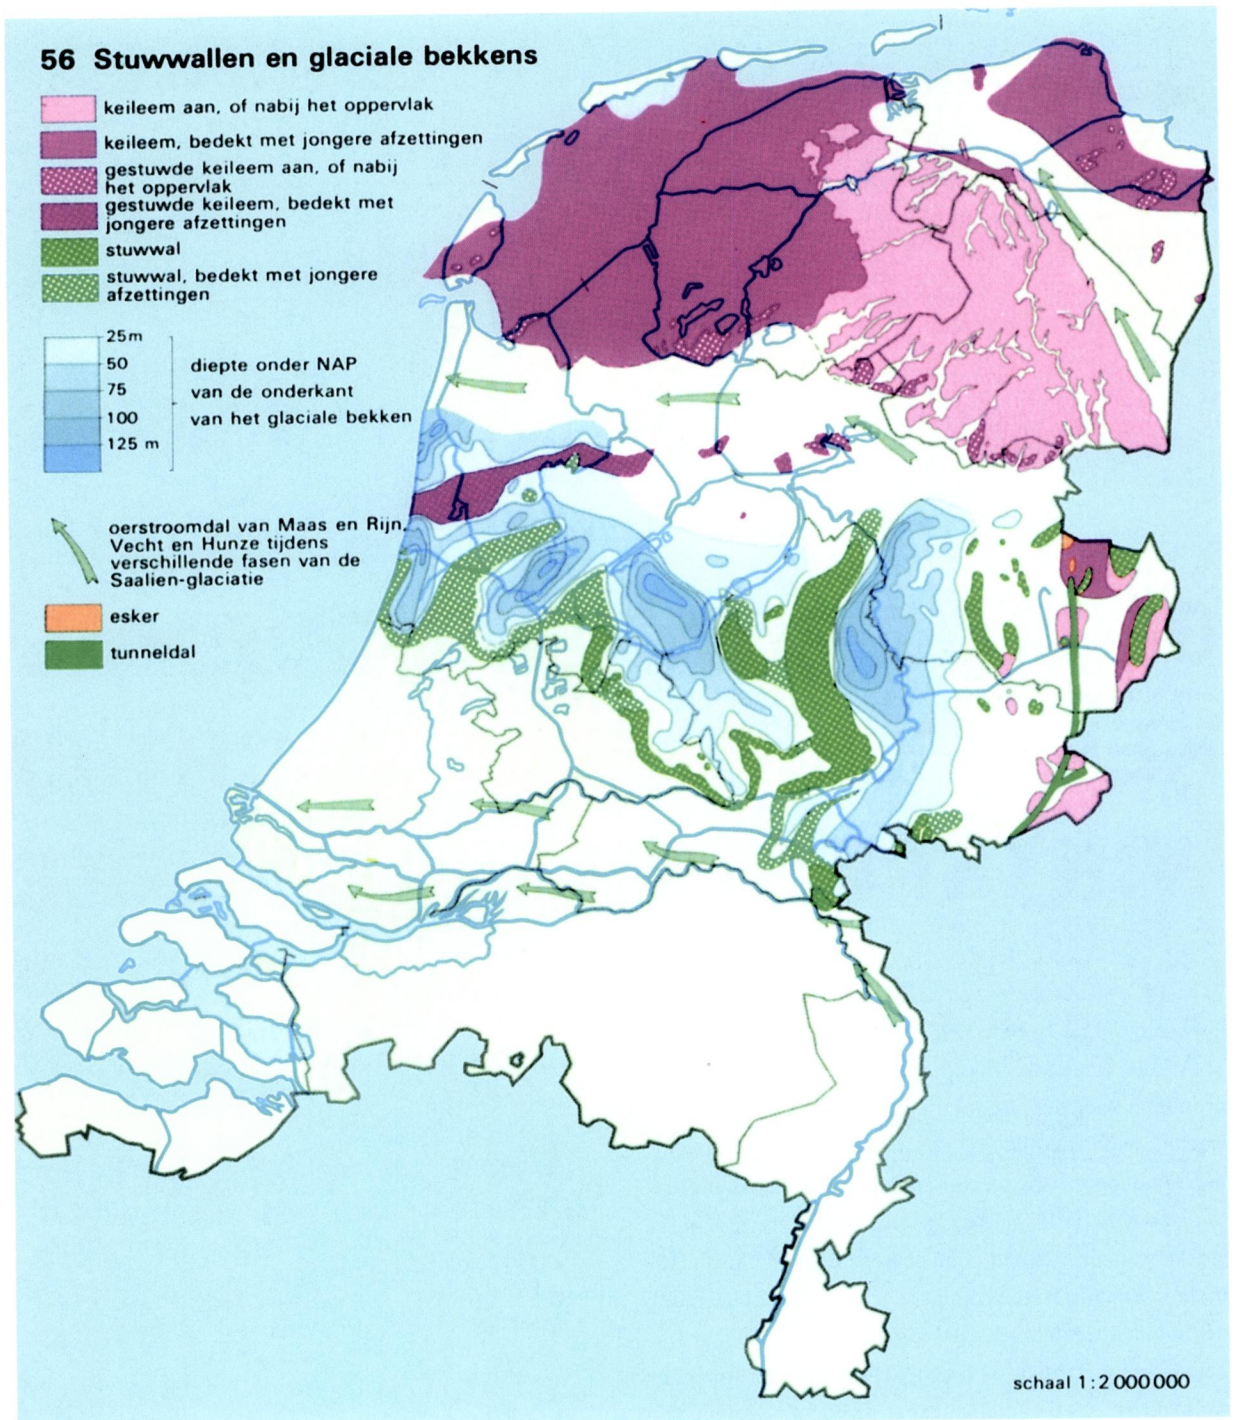 56 Stuwwallen en glaciale bekkens
keileem aan, of nabij het oppervlak
keileem, bedekt met jongere afzettingen
gestuwde keileem aan, of nabij
het oppervlak
gestuwde keileem, bedekt met
jongere afzettingen
stuwwal
stuwwal, bedekt met jongere
afzettingen
25m
50
75
100
125 m
diepte onder NAP
van de onderkant
van het glaciale bekken
oerstroomdal van Maas en Rijn,
Vecht en Hunze tijdens
verschillende fasen van de
Saalien-glaciatie
esker
tunneldal
schaal 1:2 000 000